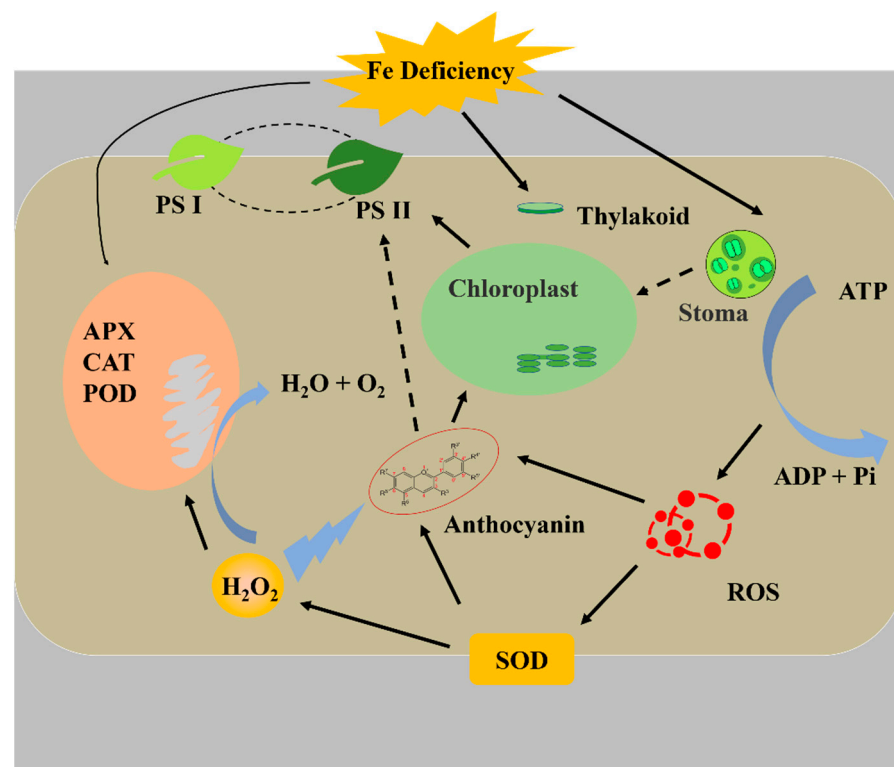 Fe Deficiency
PS I
PS II
Thylakoid
Chloroplast
Stoma
ATP
APX
CAT
POD
H₂O + O₂
ADP + Pi
Anthocyanin
H₂O₂
ROS
SOD